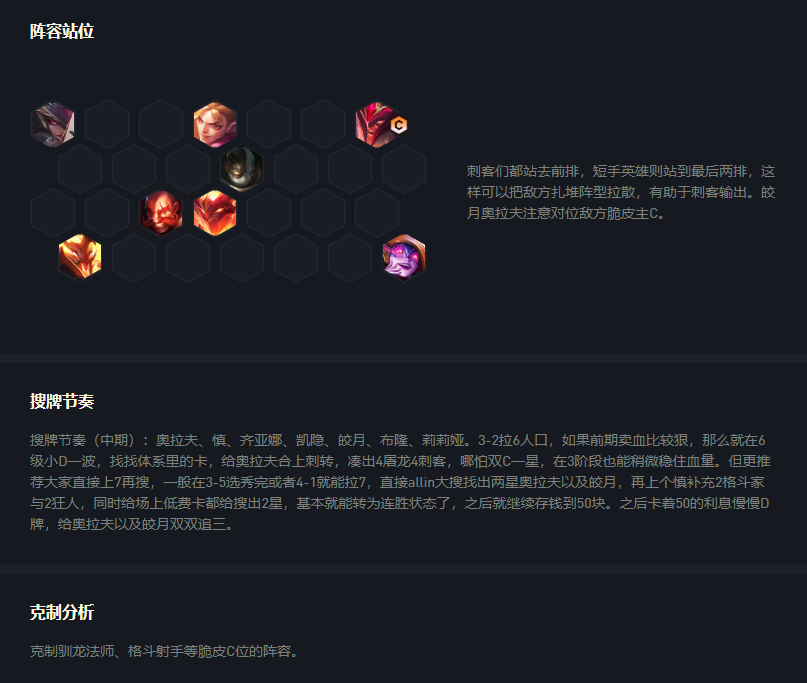 阵容站位
C
刺客们都站去前排，短手英雄则站到最后两排，这
样可以把敌方扎堆阵型拉散，有助于刺客输出。皎
月奥拉夫注意对位敌方脆皮主C。
搜牌节奏
搜牌节奏（中期）：奥拉夫、慎、齐亚娜、凯隐、皎月、布隆、莉莉娅。3-2拉6人口，如果前期卖血比较狠，那么就在6
级小D一波，找找体系里的卡，给奥拉夫合上刺转，凑出4屠龙4刺客，哪怕双C一星，在3阶段也能稍微稳住血量。但更推
荐大家直接上7再搜，一般在3-5选秀完或者4-1就能拉7，直接allin大搜找出两星奥拉夫以及皎月，再上个慎补充2格斗家
与2狂人，同时给场上低费卡都给搜出2星，基本就能转为连胜状态了，之后就继续存钱到50块。之后卡着50的利息慢慢D
牌，给奥拉夫以及皎月双双追三。
克制分析
克制驯龙法师、格斗射手等脆皮C位的阵容。